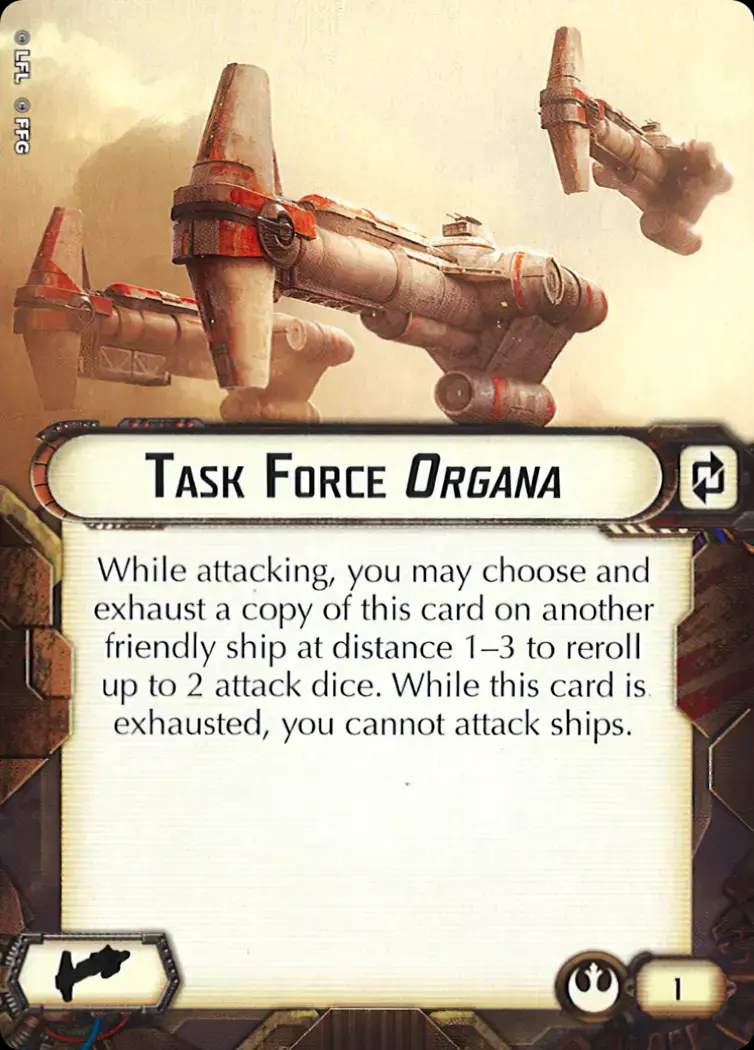 © LFL © FFG
TASK FORCE ORGANA
While attacking, you may choose and
exhaust a copy of this card on another
friendly ship at distance 1–3 to reroll
up to 2 attack dice. While this card is
exhausted, you cannot attack ships.
1